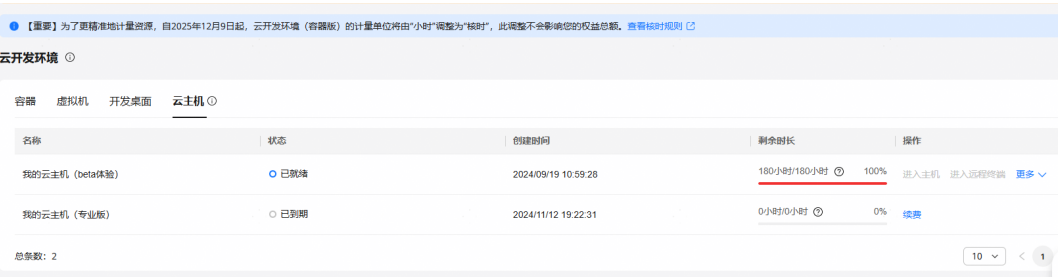 【重要】为了更精准地计量资源，自2025年12月9日起，云开发环境（容器版）的计量单位将由“小时”调整为“核时”，此调整不会影响您的权益总额。查看核时规则
云开发环境
容器 虚拟机 开发桌面 云主机
名称 状态 创建时间 剩余时长 操作
我的云主机（beta体验） 已就绪 2024/09/19 10:59:28 180小时/180小时 100% 进入主机 进入远程终端 更多
我的云主机（专业版） 已到期 2024/11/12 19:22:31 0小时/0小时 0% 续费
总条数：2 10 < 1